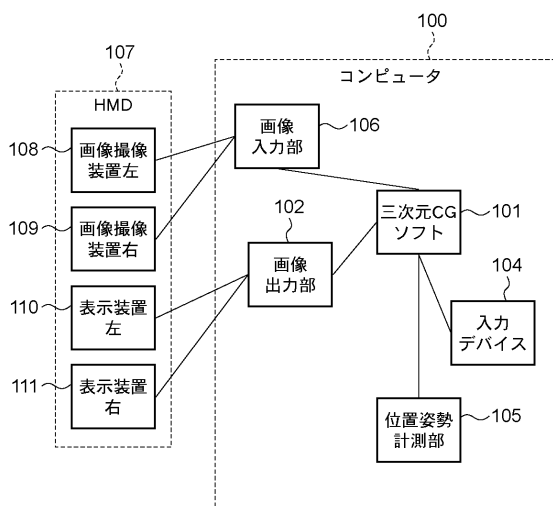 100
コンピュータ
107
HMD
108
画像撮像
装置左
109
画像撮像
装置右
110
表示装置
左
111
表示装置
右
画像
入力部
106
102
画像
出力部
三次元CG
ソフト
101
104
入力
デバイス
位置姿勢
計測部
105